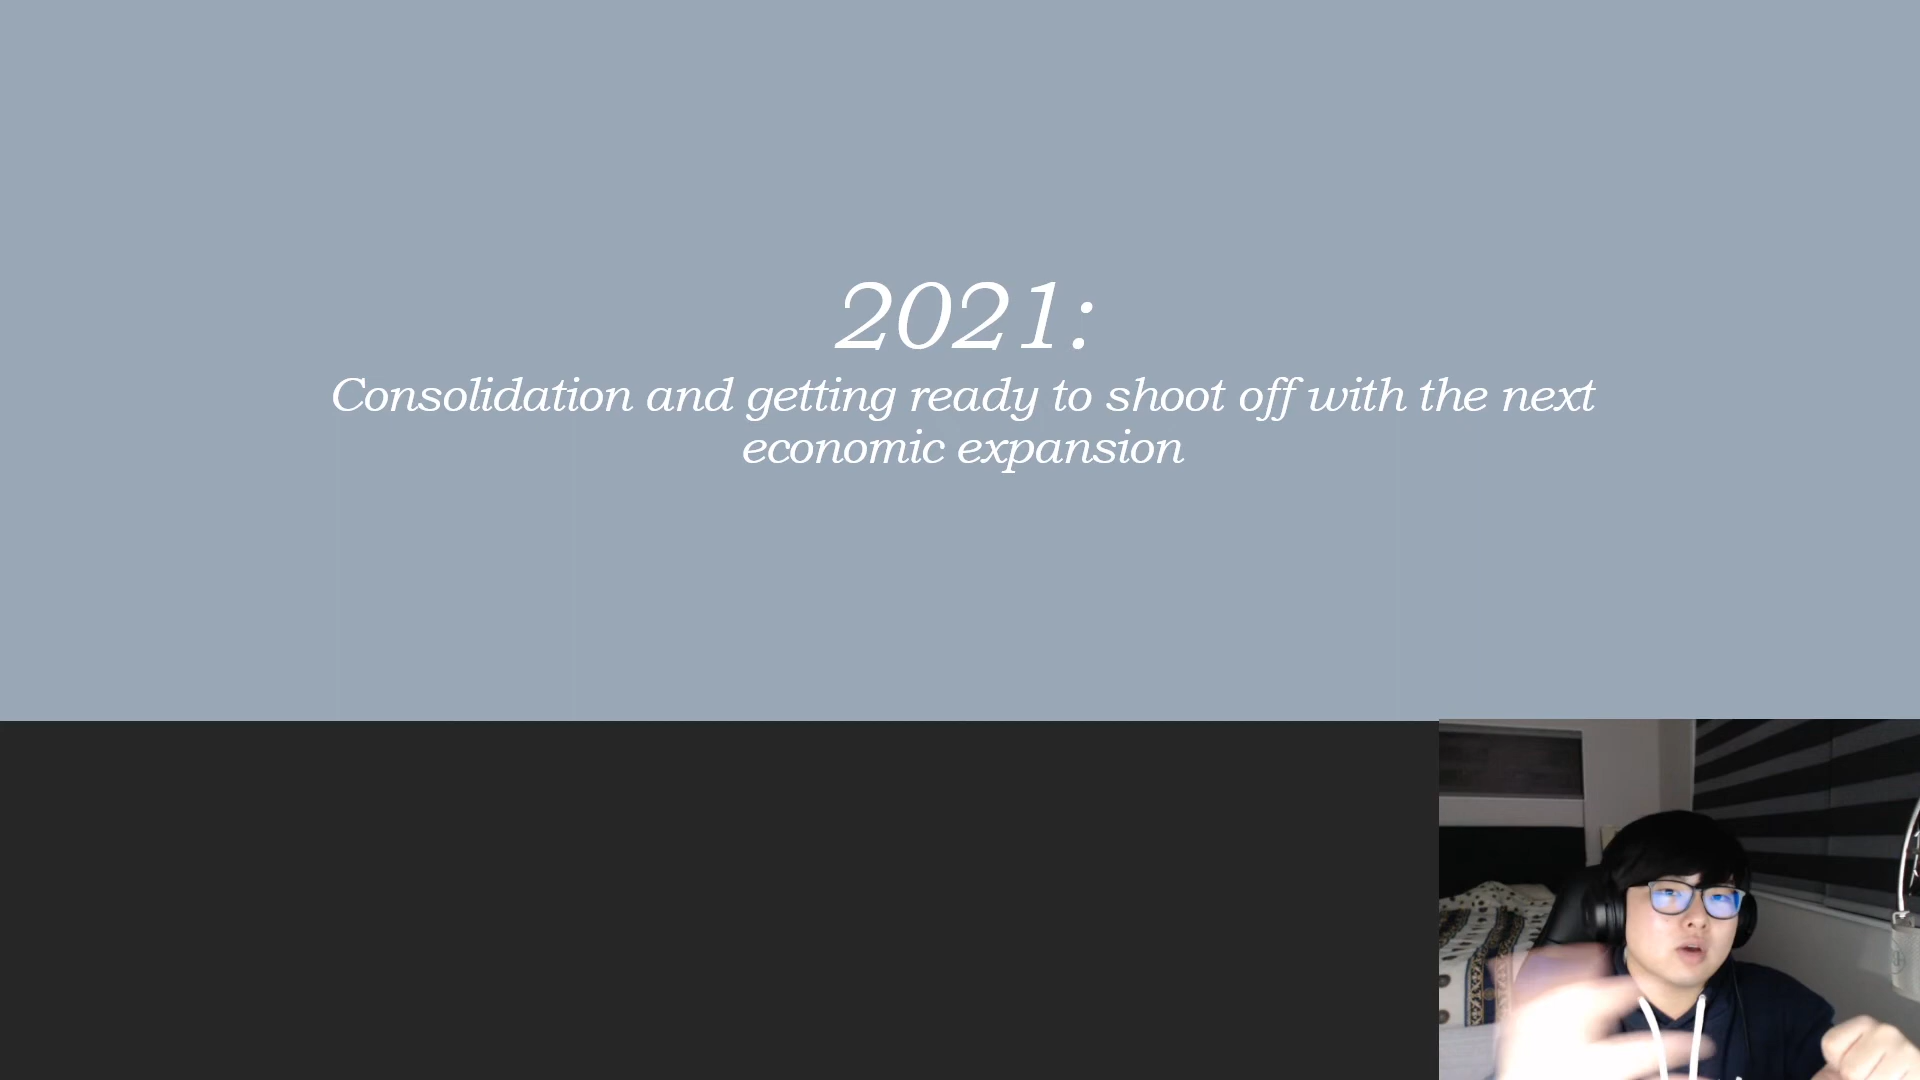 2021:
Consolidation and getting ready to shoot off with the next
economic expansion